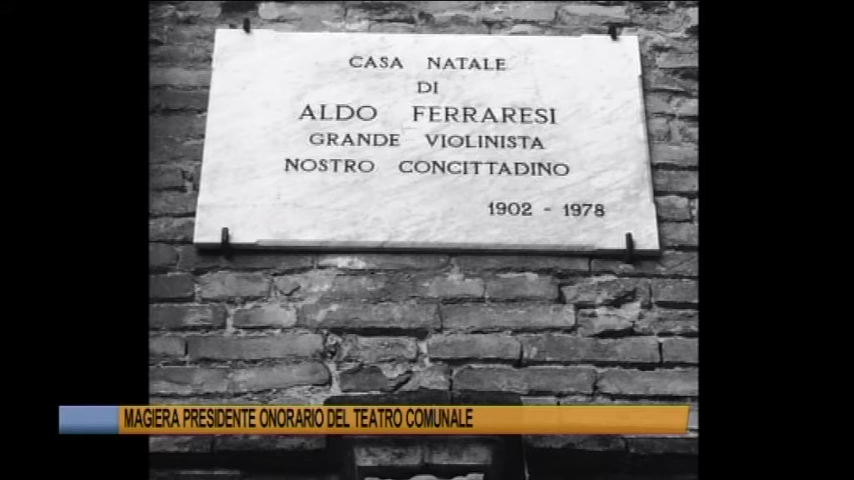 CASA NATALE
DI
ALDO FERRARESI
GRANDE VIOLINISTA
NOSTRO CONCITTADINO
1902 - 1978
MAGIERA PRESIDENTE ONORARIO DEL TEATRO COMUNALE